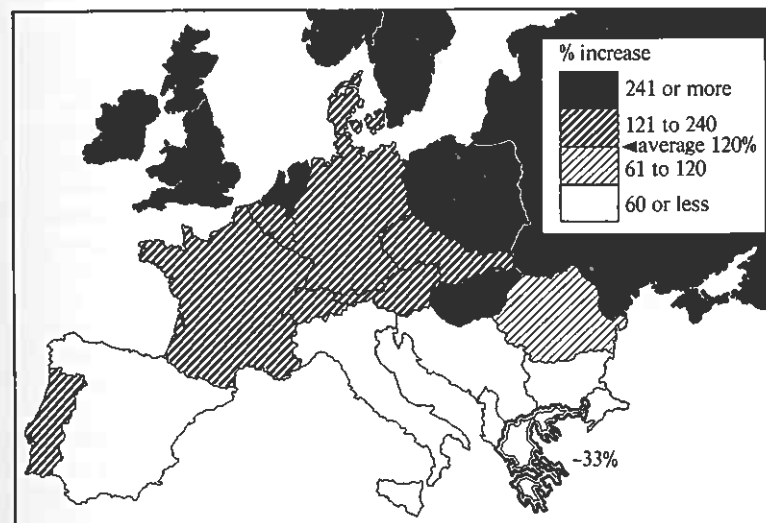 % increase
241 or more
121 to 240
◄average 120%
61 to 120
60 or less
-33%